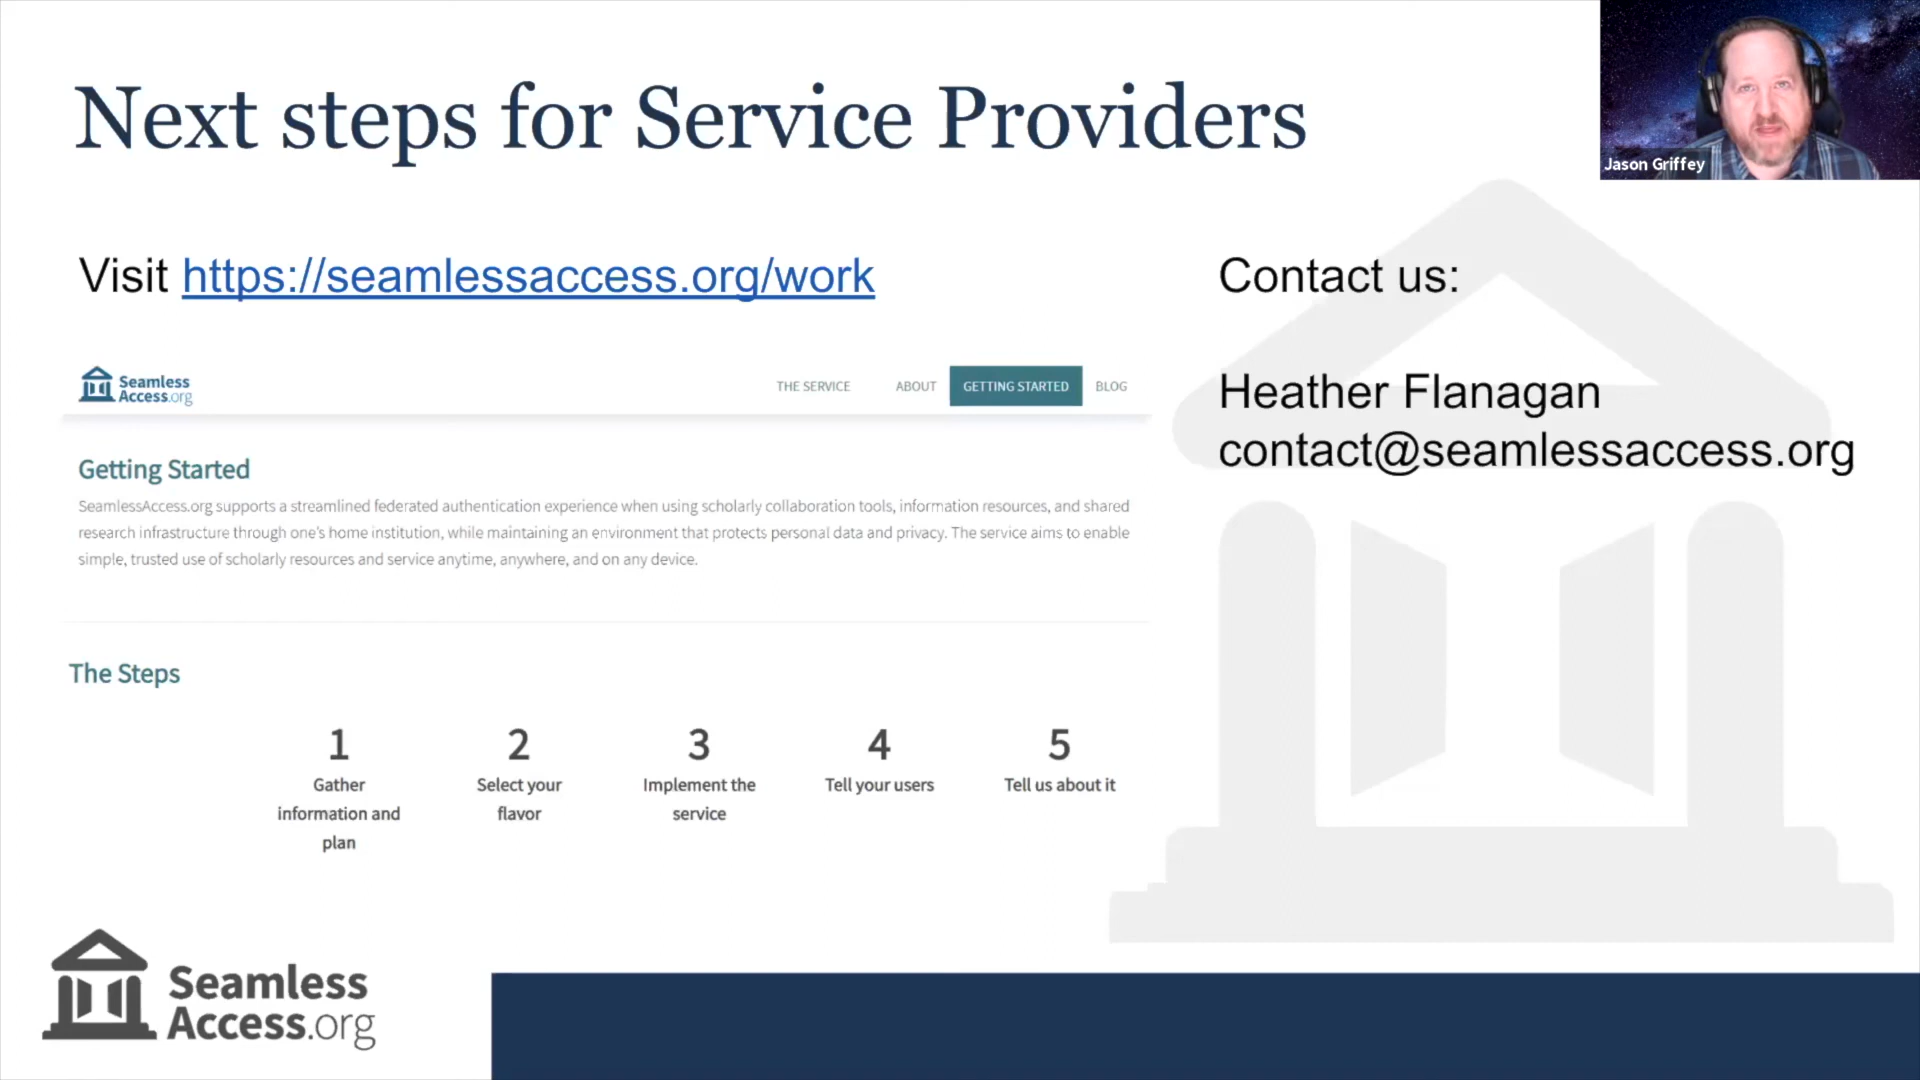 Next steps for Service Providers
Jason Griffey
Visit https://seamlessaccess.org/work
Contact us:
Heather Flanagan
contact@seamlessaccess.org
Seamless
Access.org
THE SERVICE ABOUT GETTING STARTED BLOG
Getting Started
SeamlessAccess.org supports a streamlined federated authentication experience when using scholarly collaboration tools, information resources, and shared
research infrastructure through one's home institution, while maintaining an environment that protects personal data and privacy. The service aims to enable
simple, trusted use of scholarly resources and service anytime, anywhere, and on any device.
The Steps
1
Gather
information and
plan
2
Select your
flavor
3
Implement the
service
4
Tell your users
5
Tell us about it
Seamless
Access.org